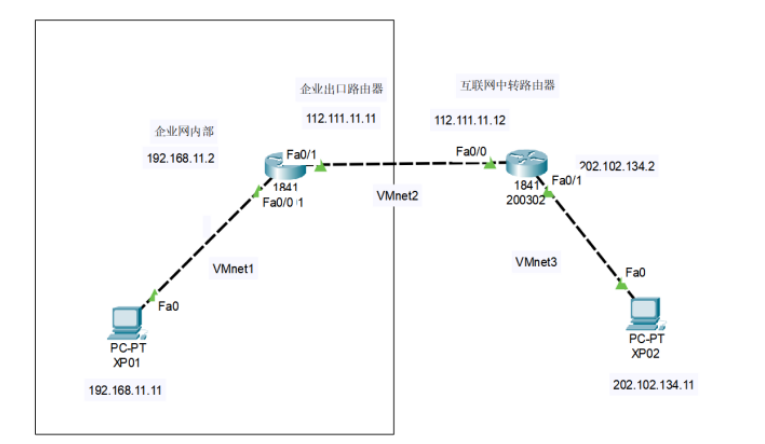 企业出口路由器
互联网中转路由器
112.111.11.11
112.111.11.12
企业网内部
192.168.11.2
Fa0/1
Fa0/0
202.102.134.2
1841
Fa0/0
1841
200302
Fa0/1
VMnet2
VMnet1
VMnet3
Fa0
Fa0
PC-PT
XP01
PC-PT
XP02
192.168.11.11
202.102.134.11